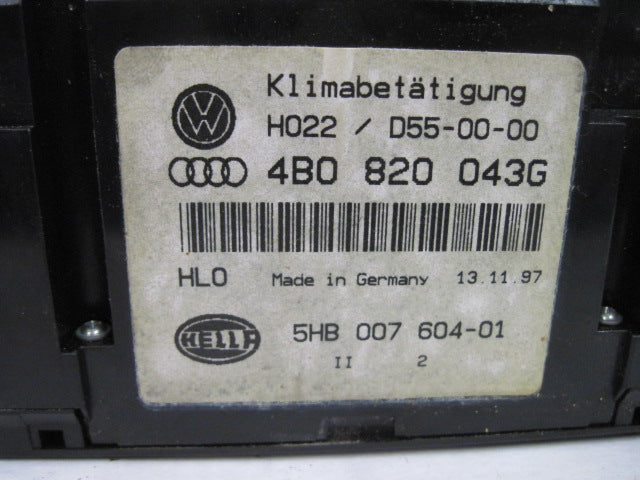 Klimabetätigung
H022 / D55-00-00
4B0 820 043G
HLO Made in Germany 13.11.97
HELLA 5HB 007 604-01
II 2